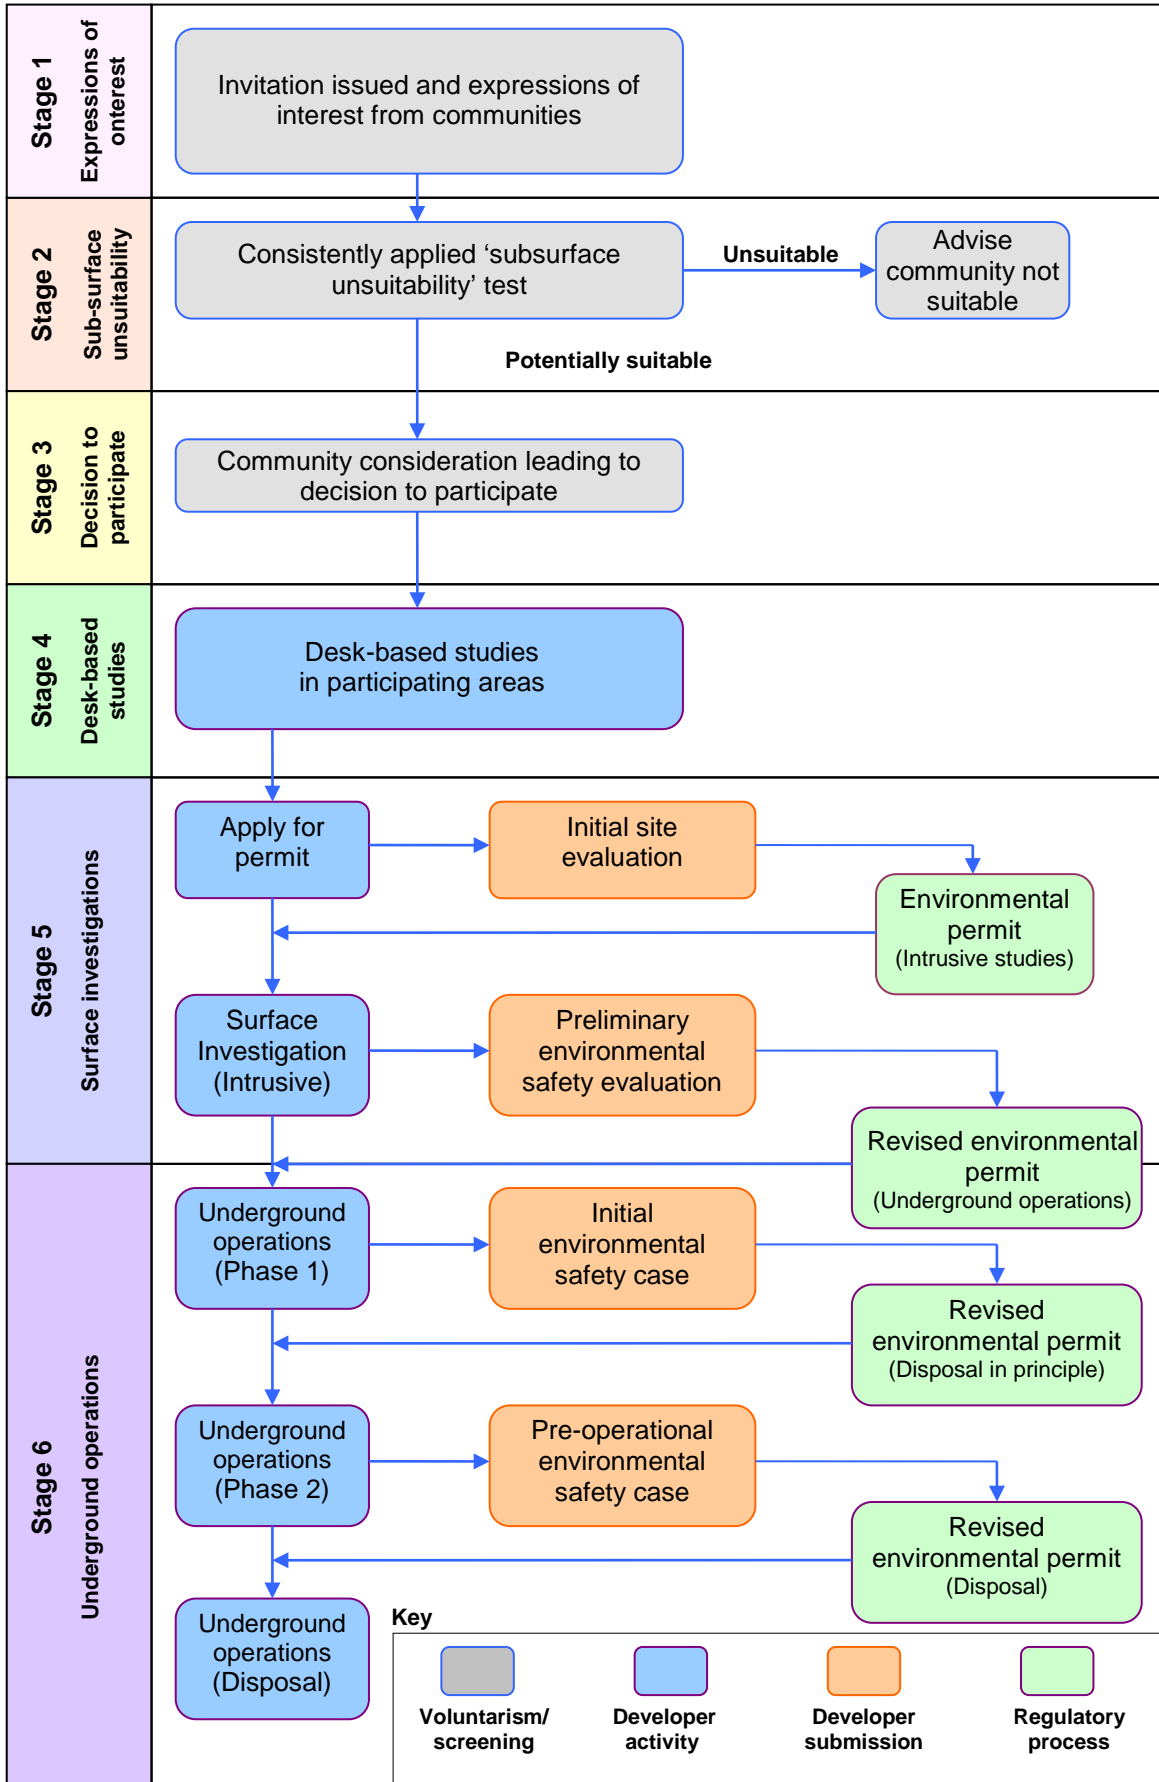 Stage 1
Expressions of
onterest
Invitation issued and expressions of
interest from communities
Stage 2
Sub-surface
unsuitability
Consistently applied ‘subsurface
unsuitability’ test
Unsuitable
Advise
community not
suitable
Potentially suitable
Stage 3
Decision to
participate
Community consideration leading to
decision to participate
Stage 4
Desk-based
studies
Desk-based studies
in participating areas
Stage 5
Surface investigations
Apply for
permit
Initial site
evaluation
Environmental
permit
(Intrusive studies)
Surface
Investigation
(Intrusive)
Preliminary
environmental
safety evaluation
Revised environmental
permit
(Underground operations)
Stage 6
Underground operations
Underground
operations
(Phase 1)
Initial
environmental
safety case
Revised
environmental permit
(Disposal in principle)
Underground
operations
(Phase 2)
Pre-operational
environmental
safety case
Revised
environmental permit
(Disposal)
Underground
operations
(Disposal)
Key
Voluntarism/
screening
Developer
activity
Developer
submission
Regulatory
process